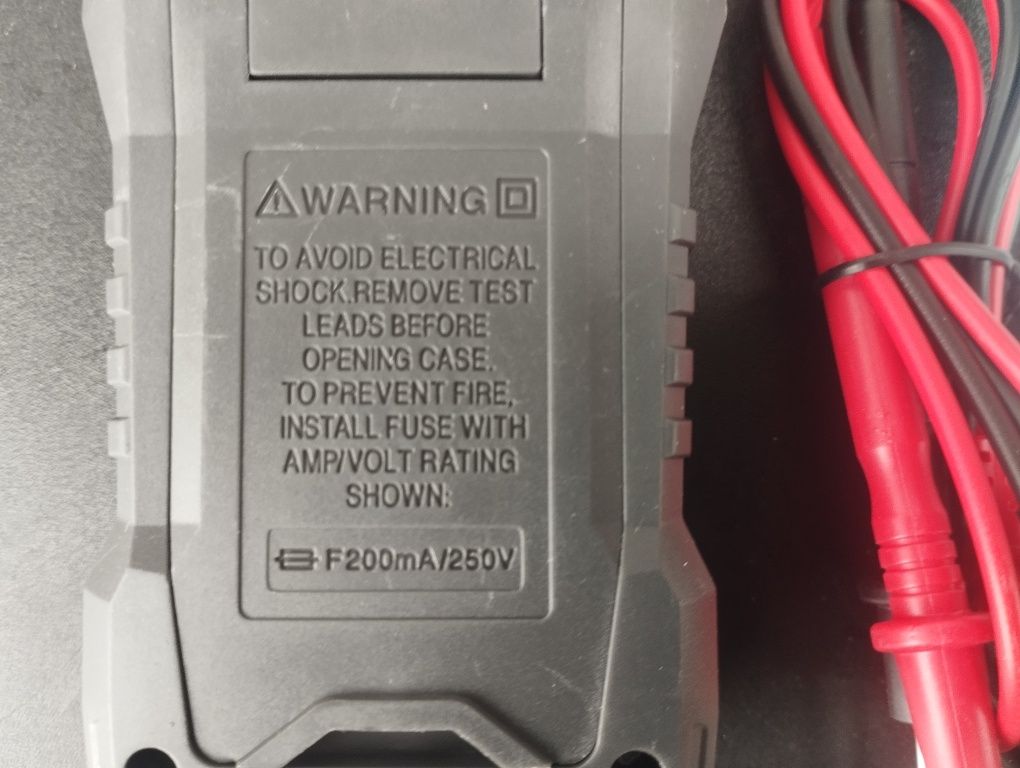 WARNING
TO AVOID ELECTRICAL
SHOCK.REMOVE TEST
LEADS BEFORE
OPENING CASE.
TO PREVENT FIRE,
INSTALL FUSE WITH
AMP/VOLT RATING
SHOWN:
F200mA/250V